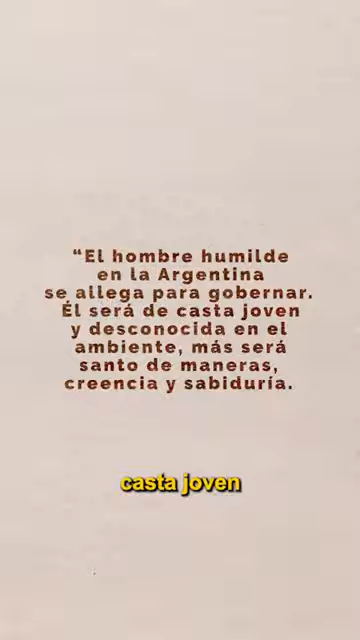 “El hombre humilde
en la Argentina
se allega para gobernar.
Él será de casta joven
y desconocida en el
ambiente, más será
santo de maneras,
creencia y sabiduría.
casta joven